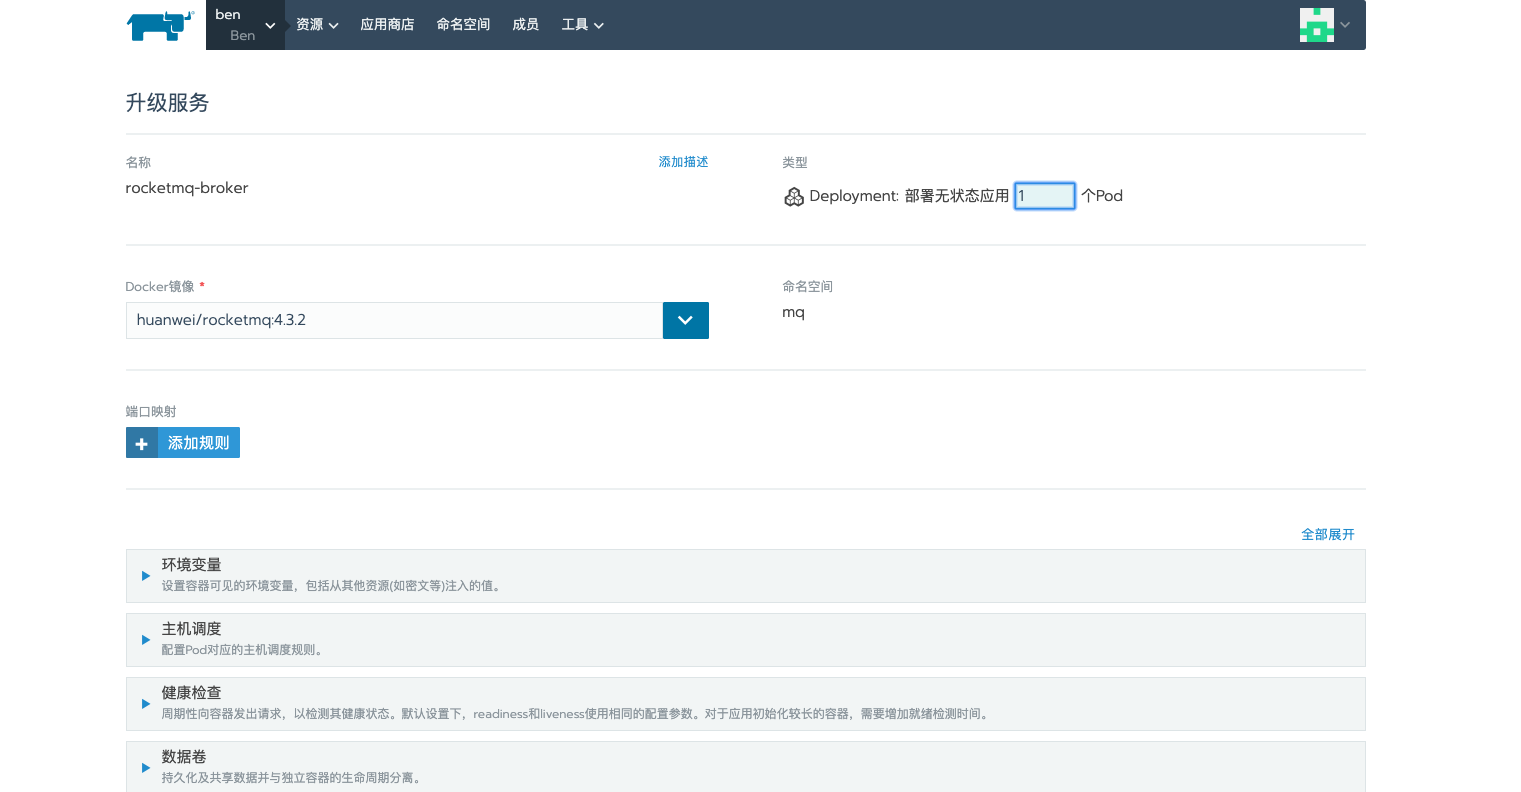 ben
Ben
资源
应用商店
命名空间
成员
工具
升级服务
名称
添加描述
rocketmq-broker
类型
Deployment: 部署无状态应用 1 个Pod
Docker镜像 *
huanwei/rocketmq:4.3.2
命名空间
mq
端口映射
+ 添加规则
全部展开
环境变量
设置容器可见的环境变量，包括从其他资源(如密文等)注入的值。
主机调度
配置Pod对应的主机调度规则。
健康检查
周期性向容器发出请求，以检测其健康状态。默认设置下，readiness和liveness使用相同的配置参数。对于应用初始化较长的容器，需要增加就绪检测时间。
数据卷
持久化及共享数据并与独立容器的生命周期分离。